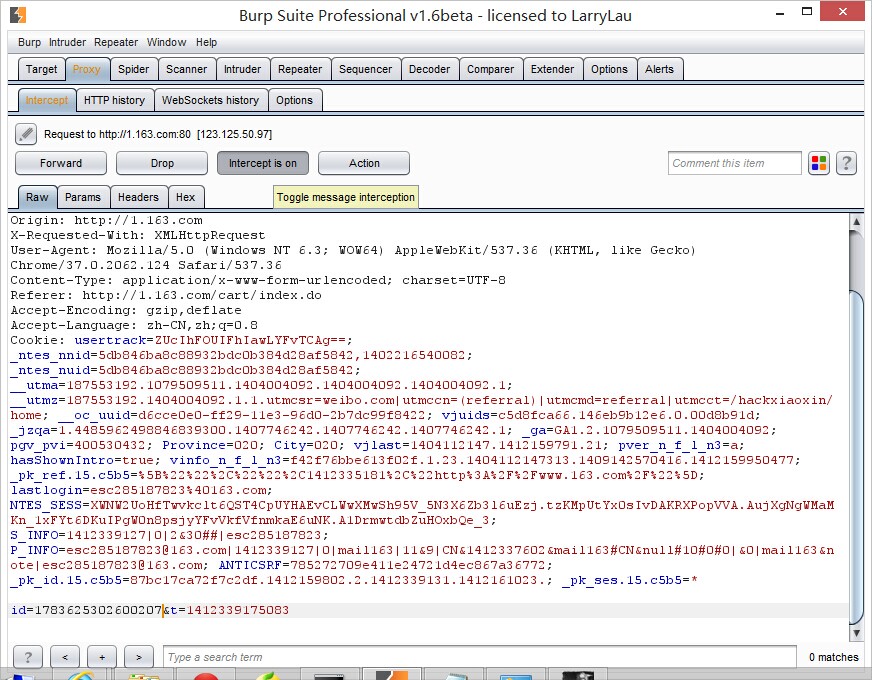 Burp Suite Professional v1.6beta - licensed to LarryLau
Burp Intruder Repeater Window Help
Target Proxy Spider Scanner Intruder Repeater Sequencer Decoder Comparer Extender Options Alerts
Intercept HTTP history WebSockets history Options
Request to http://1.163.com:80 [123.125.50.97]
Forward Drop Intercept is on Action Comment this item ?
Raw Params Headers Hex Toggle message interception
Origin: http://1.163.com
X-Requested-With: XMLHttpRequest
User-Agent: Mozilla/5.0 (Windows NT 6.3; WOW64) AppleWebKit/537.36 (KHTML, like Gecko)
Chrome/37.0.2062.124 Safari/537.36
Content-Type: application/x-www-form-urlencoded; charset=UTF-8
Referer: http://1.163.com/cart/index.do
Accept-Encoding: gzip,deflate
Accept-Language: zh-CN,zh;q=0.8
Cookie: usertrack=ZUcIhFOUIFhIawLYFvTCAg==;
_ntes_nnid=5db846ba8c88932bdc0b384d28af5842,1402216540082;
_ntes_nuid=5db846ba8c88932bdc0b384d28af5842;
__utma=187553192.1079509511.1404004092.1404004092.1404004092.1;
__utmz=187553192.1404004092.1.1.utmcsr=weibo.com|utmccn=(referral)|utmcmd=referral|utmcct=/hackxiaoxin/
home; __oc_uuid=d6cce0e0-ff29-11e3-96d0-2b7dc99f8422; vjuids=c5d8fca66.146eb9b12e6.0.00d8b91d;
_jzqa=1.4485962498846839300.1407746242.1407746242.1407746242.1; _ga=GA1.2.1079509511.1404004092;
pgv_pvi=400530432; Province=020; City=020; vjlast=1404112147.1412159791.21; pver_n_f_l_n3=a;
hasShownIntro=true; vinfo_n_f_l_n3=f42f76bbe613f02f.1.23.1404112147313.1409142570416.1412159950477;
_pk_ref.15.c5b5=%5B%22%22%2C%22%22%2C1412335181%2C%22http%3A%2F%2Fwww.163.com%2F%22%5D;
lastlogin=esc285187823%40163.com;
NTES_SESS=XWNW2UoHfTwvkclt6QST4CpUYHAEvCLWwXMwSh95V_5N3X6Zb3l6uEzj.tzKMpUtYxOsIvDAKRXPopVVA.AujXgNgWMaM
Kn_1xFYt6DKuIPgWOn8psjyYFvVkfVfnmkaE6uNK.A1DrmwtdbZuHOxbQe_3;
S_INFO=1412339127|0|2&30##|esc285187823;
P_INFO=esc285187823@163.com|1412339127|0|mail163|11&9|CN&1412337602&mail163#CN&null#10#0#0|&0|mail163&n
ote|esc285187823@163.com; ANTICSRF=785272709e411e24721d4ec867a36772;
_pk_id.15.c5b5=87bc17ca72f7c2df.1412159802.2.1412339131.1412161023.; _pk_ses.15.c5b5=*
id=1783625302600207&t=1412339175083
? < + > Type a search term 0 matches